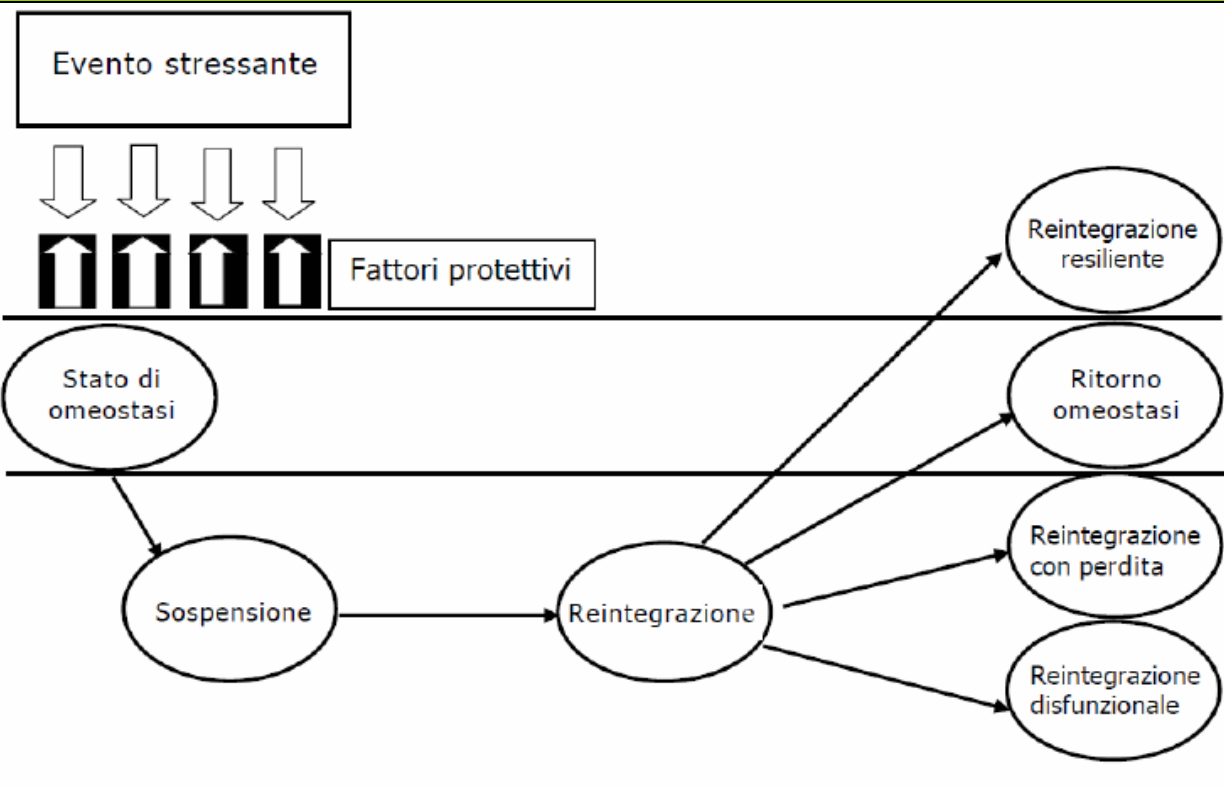 Evento stressante
Fattori protettivi
Stato di
omeostasi
Sospensione
Reintegrazione
Reintegrazione
resiliente
Ritorno
omeostasi
Reintegrazione
con perdita
Reintegrazione
disfunzionale